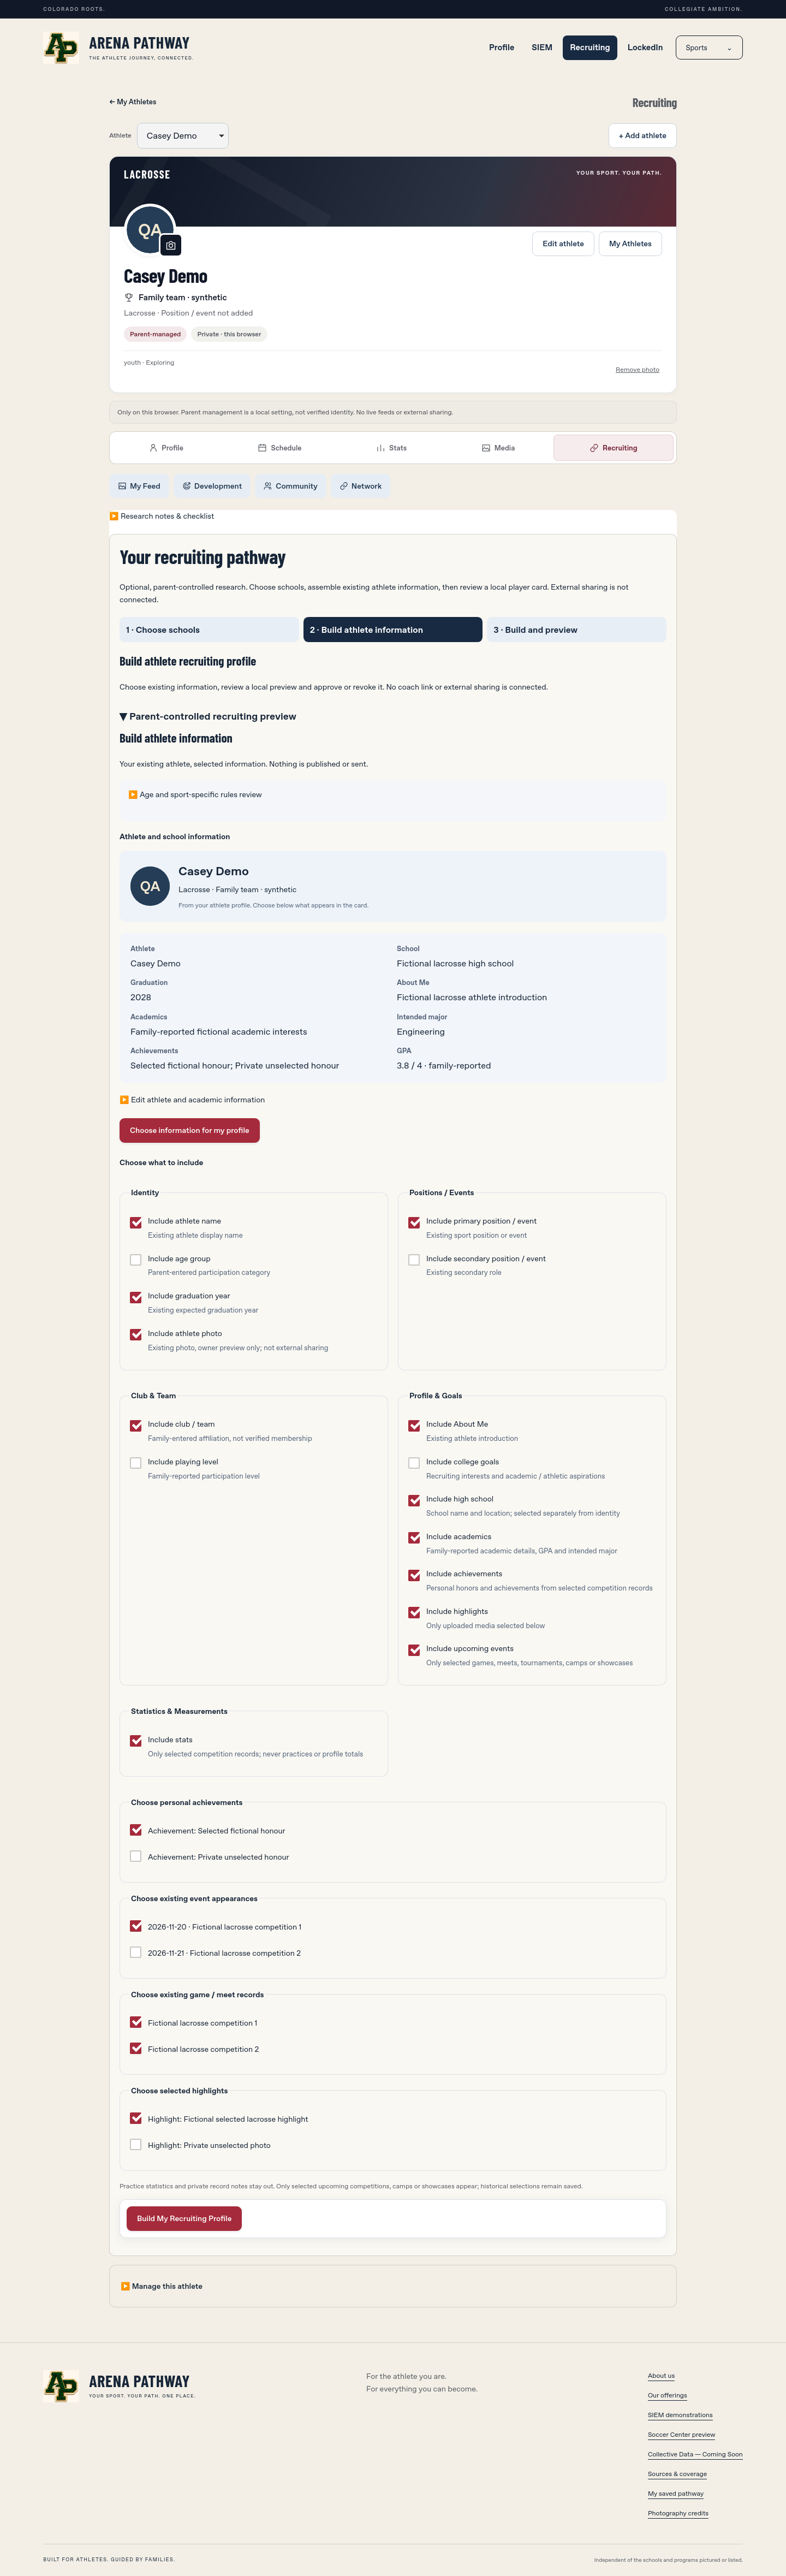 COLORADO ROOTS.
COLLEGIATE AMBITION.
AP
ARENA PATHWAY
THE ATHLETE JOURNEY, CONNECTED.
Profile
SIEM
Recruiting
LockedIn
Sports
← My Athletes
Recruiting
Athlete
Casey Demo
+ Add athlete
LACROSSE
YOUR SPORT. YOUR PATH.
QA
Edit athlete
My Athletes
Casey Demo
Family team · synthetic
Lacrosse · Position / event not added
Parent-managed
Private · this browser
youth · Exploring
Remove photo
Only on this browser. Parent management is a local setting, not verified identity. No live feeds or external sharing.
Profile
Schedule
Stats
Media
Recruiting
My Feed
Development
Community
Network
▶ Research notes & checklist
Your recruiting pathway
Optional, parent-controlled research. Choose schools, assemble existing athlete information, then review a local player card. External sharing is not
connected.
1 · Choose schools
2 · Build athlete information
3 · Build and preview
Build athlete recruiting profile
Choose existing information, review a local preview and approve or revoke it. No coach link or external sharing is connected.
▼ Parent-controlled recruiting preview
Build athlete information
Your existing athlete, selected information. Nothing is published or sent.
▶ Age and sport-specific rules review
Athlete and school information
QA
Casey Demo
Lacrosse · Family team · synthetic
From your athlete profile. Choose below what appears in the card.
Athlete
Casey Demo
School
Fictional lacrosse high school
Graduation
2028
About Me
Fictional lacrosse athlete introduction
Academics
Family-reported fictional academic interests
Intended major
Engineering
Achievements
Selected fictional honour; Private unselected honour
GPA
3.8 / 4 · family-reported
▶ Edit athlete and academic information
Choose information for my profile
Choose what to include
Identity
Include athlete name
Existing athlete display name
Include age group
Parent-entered participation category
Include graduation year
Existing expected graduation year
Include athlete photo
Existing photo, owner preview only; not external sharing
Positions / Events
Include primary position / event
Existing sport position or event
Include secondary position / event
Existing secondary role
Club & Team
Include club / team
Family-entered affiliation, not verified membership
Include playing level
Family-reported participation level
Profile & Goals
Include About Me
Existing athlete introduction
Include college goals
Recruiting interests and academic / athletic aspirations
Include high school
School name and location; selected separately from identity
Include academics
Family-reported academic details, GPA and intended major
Include achievements
Personal honors and achievements from selected competition records
Include highlights
Only uploaded media selected below
Include upcoming events
Only selected games, meets, tournaments, camps or showcases
Statistics & Measurements
Include stats
Only selected competition records; never practices or profile totals
Choose personal achievements
Achievement: Selected fictional honour
Achievement: Private unselected honour
Choose existing event appearances
2026-11-20 · Fictional lacrosse competition 1
2026-11-21 · Fictional lacrosse competition 2
Choose existing game / meet records
Fictional lacrosse competition 1
Fictional lacrosse competition 2
Choose selected highlights
Highlight: Fictional selected lacrosse highlight
Highlight: Private unselected photo
Practice statistics and private record notes stay out. Only selected upcoming competitions, camps or showcases appear; historical selections remain saved.
Build My Recruiting Profile
▶ Manage this athlete
AP
ARENA PATHWAY
YOUR SPORT. YOUR PATH. ONE PLACE.
For the athlete you are.
For everything you can become.
About us
Our offerings
SIEM demonstrations
Soccer Center preview
Collective Data — Coming Soon
Sources & coverage
My saved pathway
Photography credits
BUILT FOR ATHLETES. GUIDED BY FAMILIES.
Independent of the schools and programs pictured or listed.